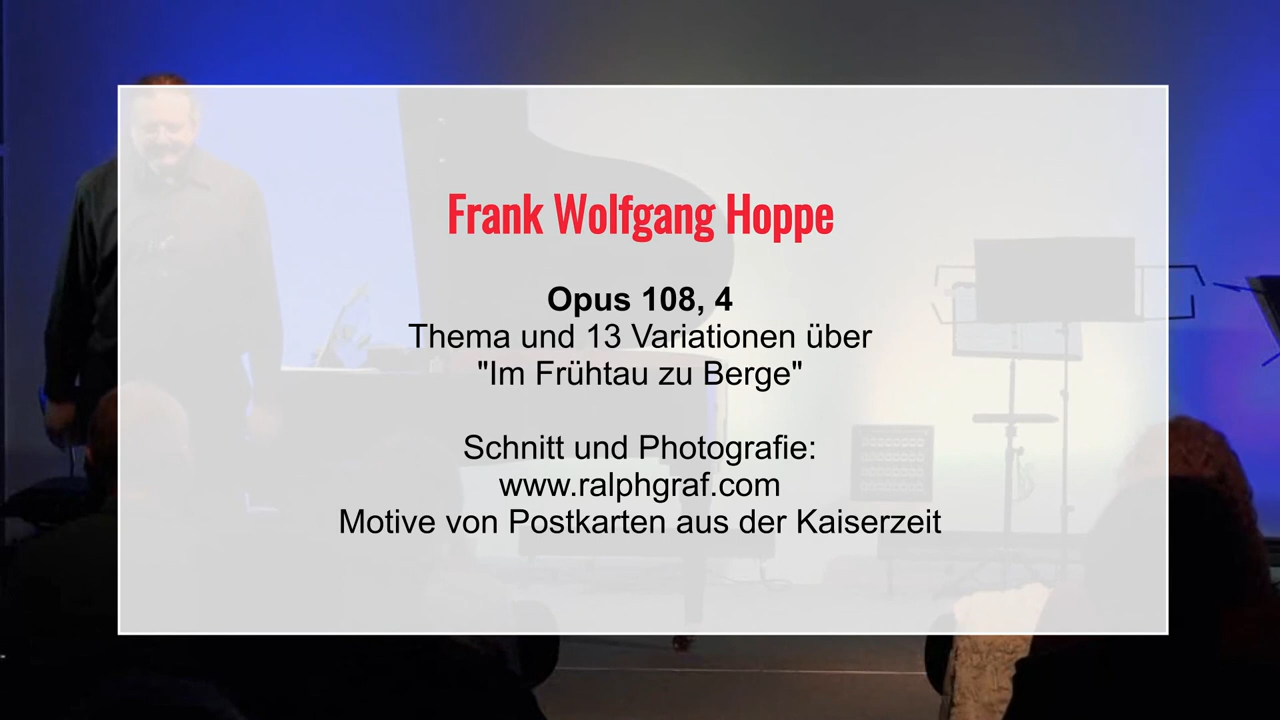 Frank Wolfgang Hoppe
Opus 108, 4
Thema und 13 Variationen über
"Im Frühtau zu Berge"
Schnitt und Photografie:
www.ralphgraf.com
Motive von Postkarten aus der Kaiserzeit